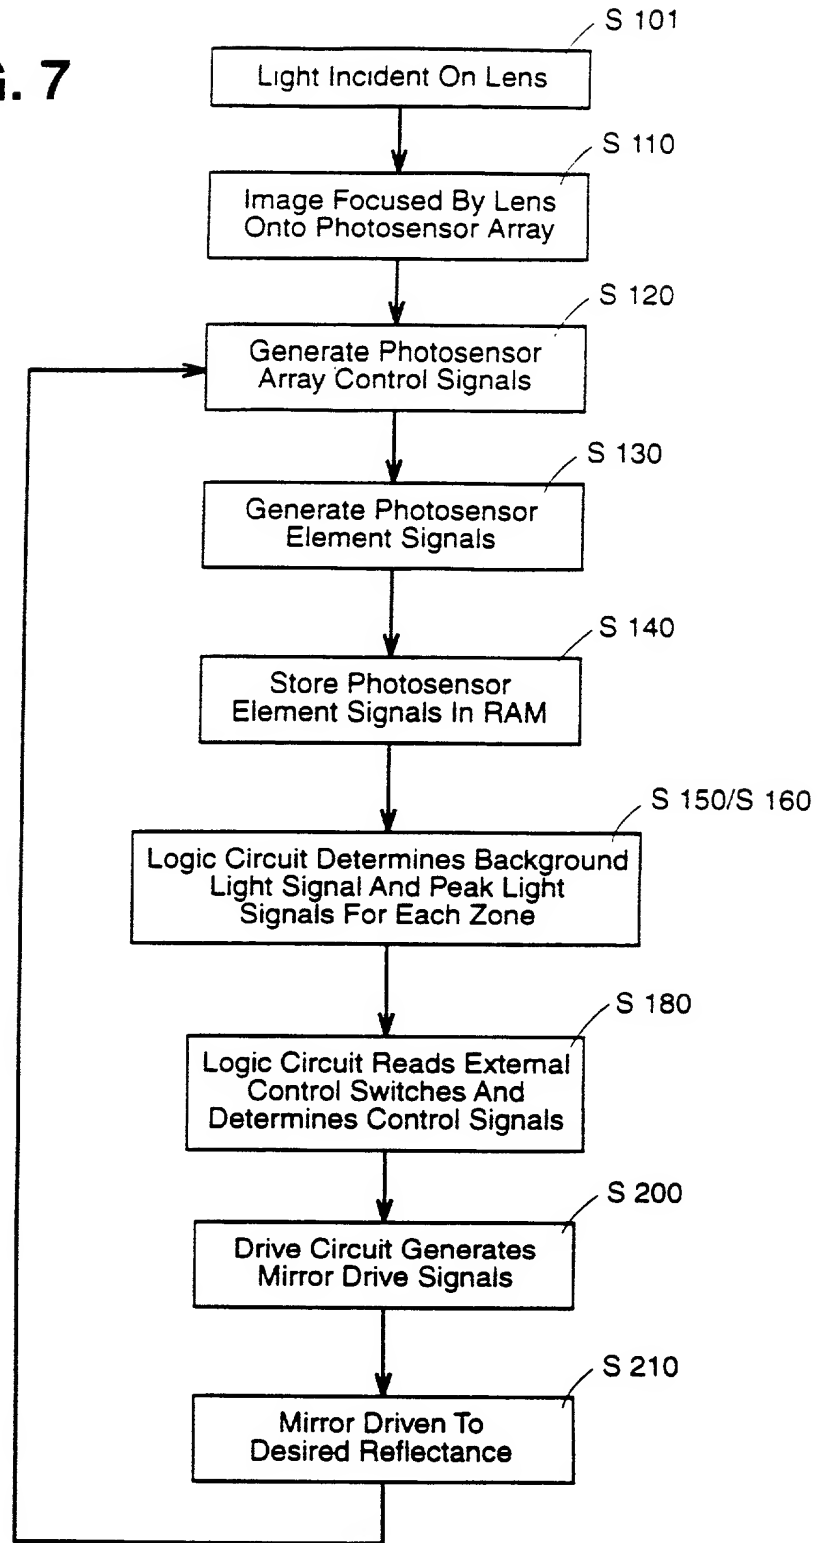 G. 7
S 101
Light Incident On Lens
S 110
Image Focused By Lens
Onto Photosensor Array
S 120
Generate Photosensor
Array Control Signals
S 130
Generate Photosensor
Element Signals
S 140
Store Photosensor
Element Signals In RAM
S 150/S 160
Logic Circuit Determines Background
Light Signal And Peak Light
Signals For Each Zone
S 180
Logic Circuit Reads External
Control Switches And
Determines Control Signals
S 200
Drive Circuit Generates
Mirror Drive Signals
S 210
Mirror Driven To
Desired Reflectance